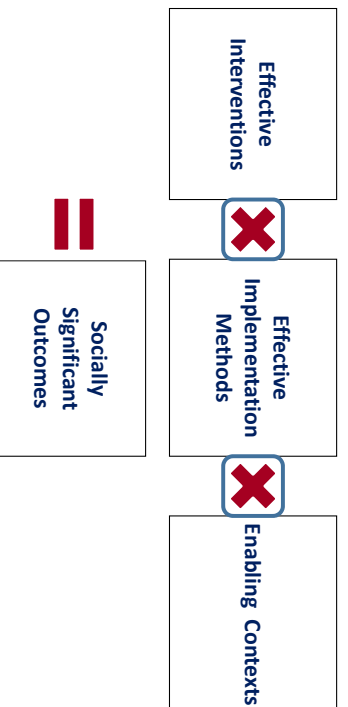 Effective
Interventions
Effective
Implementation
Methods
Enabling Contexts
Socially
Significant
Outcomes